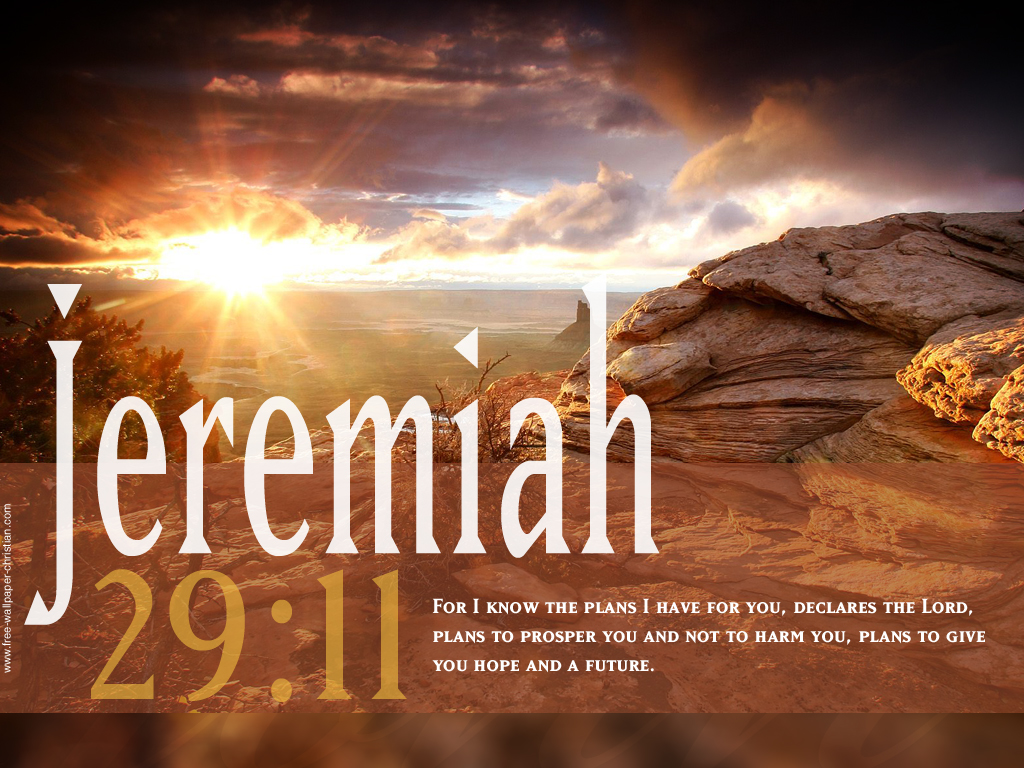 Jeremiah
29:11
For I know the plans I have for you, declares the Lord,
plans to prosper you and not to harm you, plans to give
you hope and a future.
www.free-wallpaper-christian.com